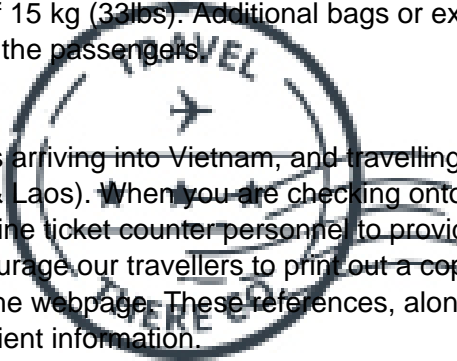 f 15 kg (33lbs). Additional bags or ex
the passengers.
TRAVEL
s arriving into Vietnam, and travelling
& Laos). When you are checking onto
ine ticket counter personnel to provid
urage our travellers to print out a cop
ne webpage. These references, alon
THERE
ient information.